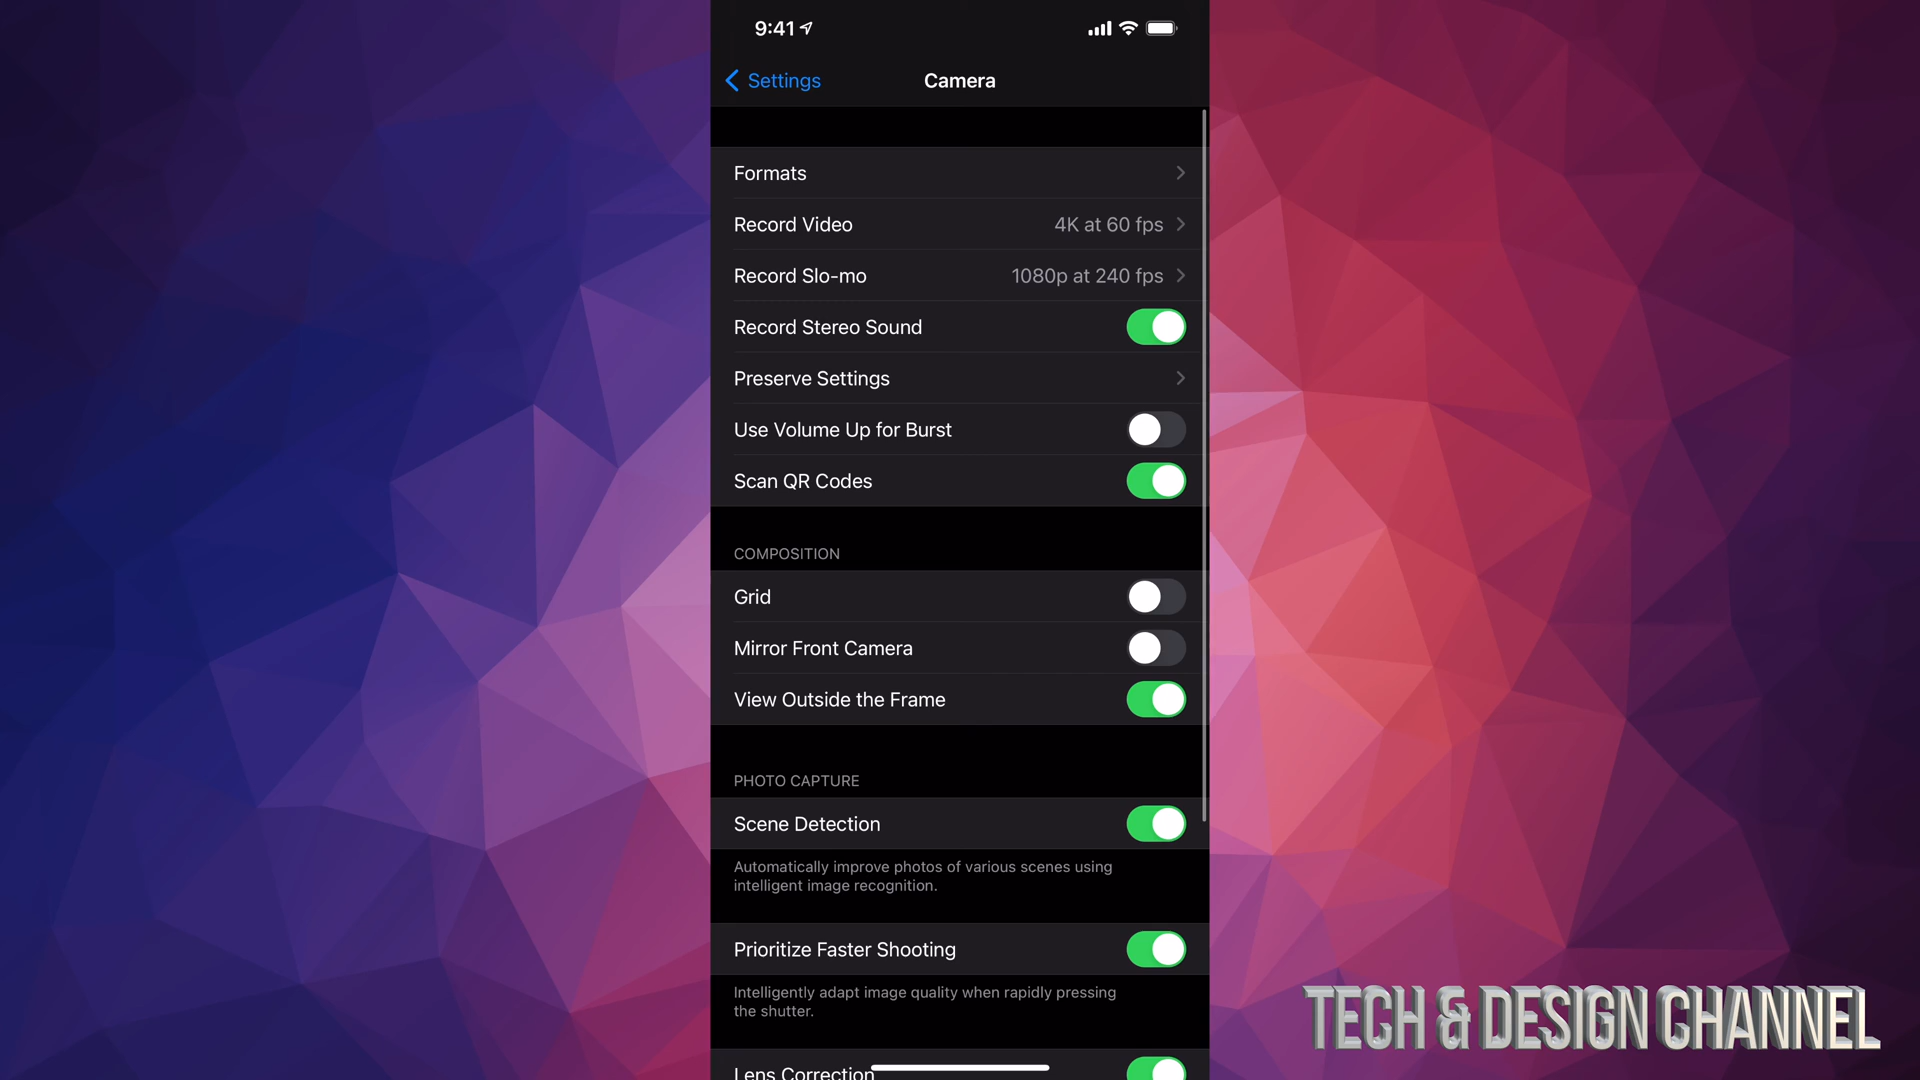 9:41
Settings
Camera
Formats
Record Video 4K at 60 fps
Record Slo-mo 1080p at 240 fps
Record Stereo Sound
Preserve Settings
Use Volume Up for Burst
Scan QR Codes
COMPOSITION
Grid
Mirror Front Camera
View Outside the Frame
PHOTO CAPTURE
Scene Detection
Automatically improve photos of various scenes using
intelligent image recognition.
Prioritize Faster Shooting
Intelligently adapt image quality when rapidly pressing
the shutter.
Lens Correction
TECH & DESIGN CHANNEL